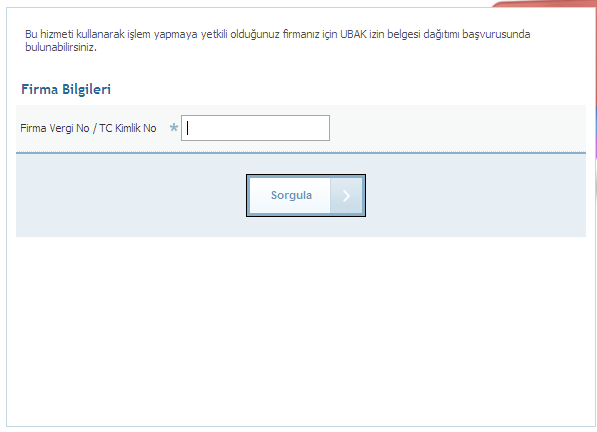 Bu hizmeti kullanarak işlem yapmaya yetkili olduğunuz firmanız için UBAK izin belgesi dağıtımı başvurusunda
bulunabilirsiniz.
Firma Bilgileri
Firma Vergi No / TC Kimlik No *
Sorgula